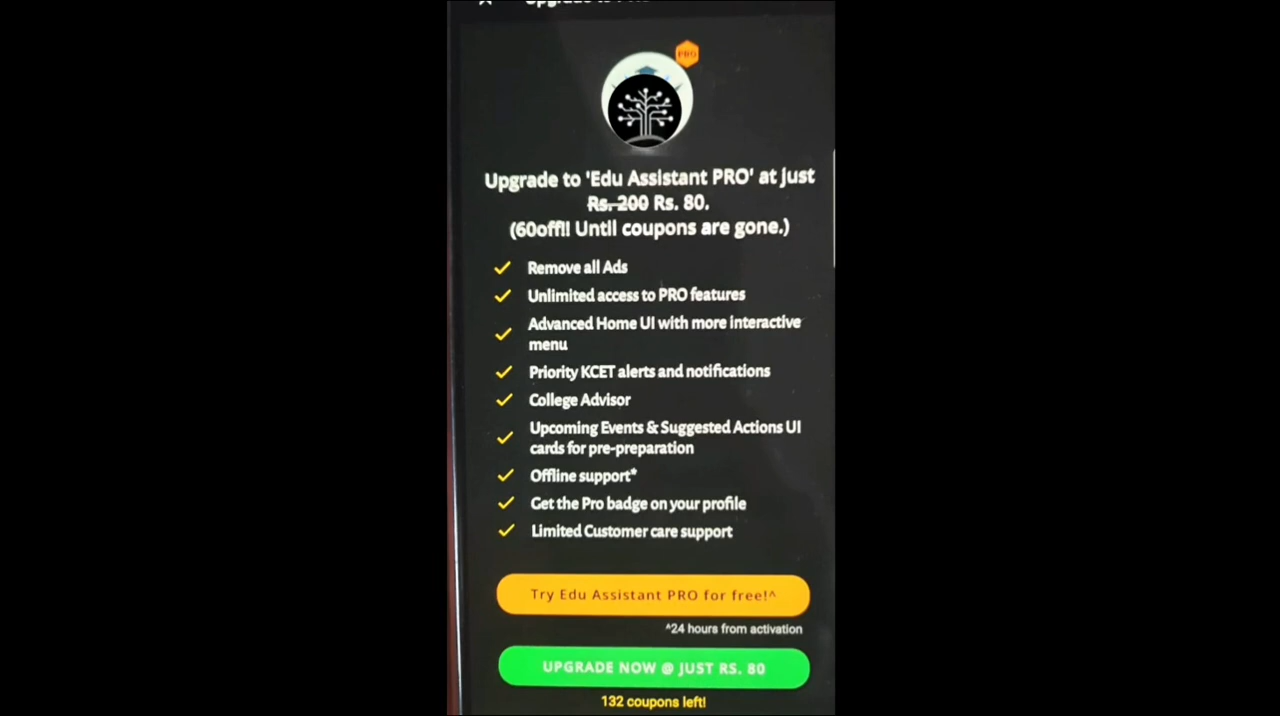 PRO
Upgrade to 'Edu Assistant PRO' at just
Rs. 200 Rs. 80.
(60off!! Until coupons are gone.)
Remove all Ads
Unlimited access to PRO features
Advanced Home UI with more interactive
menu
Priority KCET alerts and notifications
College Advisor
Upcoming Events & Suggested Actions UI
cards for pre-preparation
Offline support*
Get the Pro badge on your profile
Limited Customer care support
Try Edu Assistant PRO for free!^
^24 hours from activation
UPGRADE NOW @ JUST RS. 80
132 coupons left!